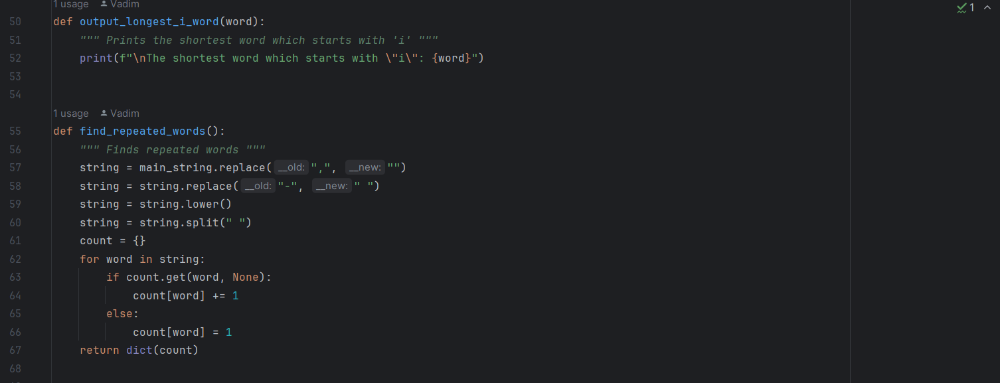 1 usage Vadim
1
50 def output_longest_i_word(word):
51 """ Prints the shortest word which starts with 'i' """
52 print(f"\nThe shortest word which starts with \"i\": {word}")
53
54
1 usage Vadim
55 def find_repeated_words():
56 """ Finds repeated words """
57 string = main_string.replace( __old: ",", __new: "")
58 string = string.replace( __old: "-", __new: " ")
59 string = string.lower()
60 string = string.split(" ")
61 count = {}
62 for word in string:
63 if count.get(word, None):
64 count[word] += 1
65 else:
66 count[word] = 1
67 return dict(count)
68